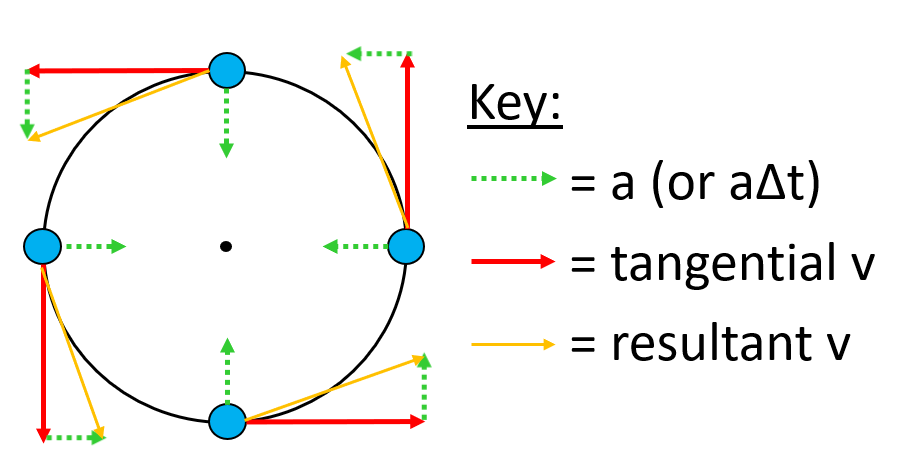 Key:
= a (or aΔt)
= tangential v
= resultant v